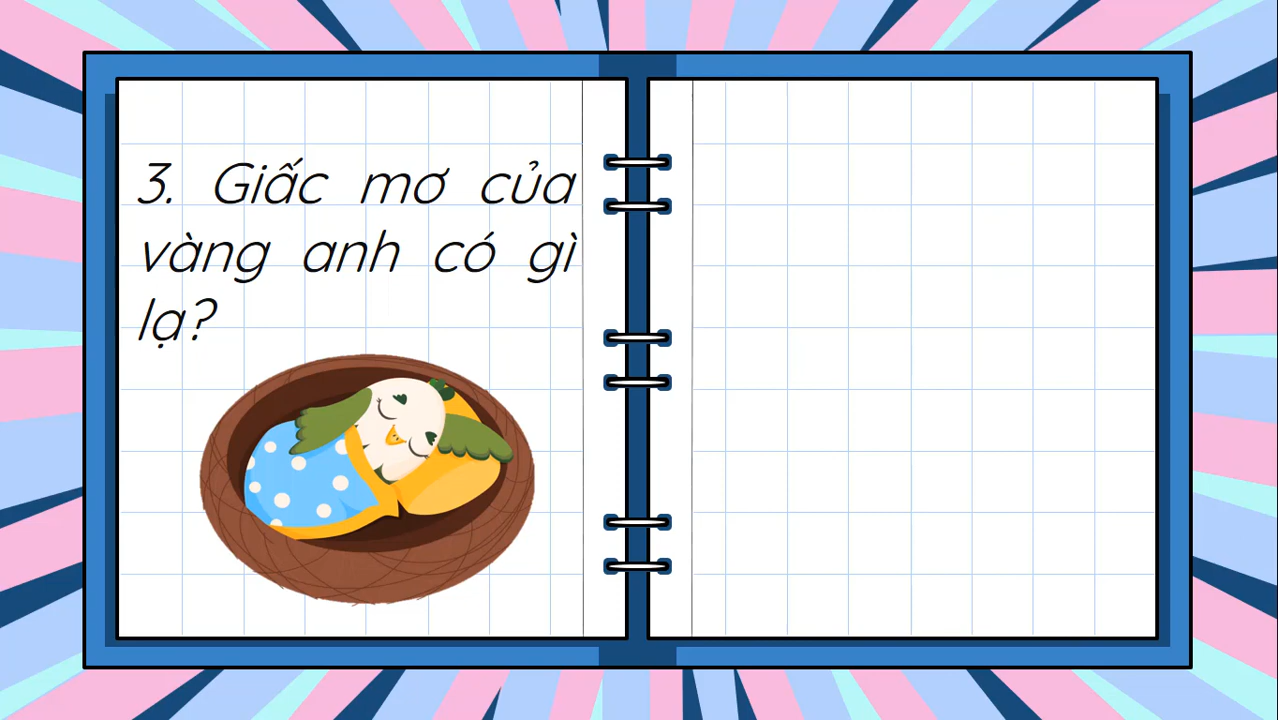 3. Giấc mơ của
vàng anh có gì
lạ?